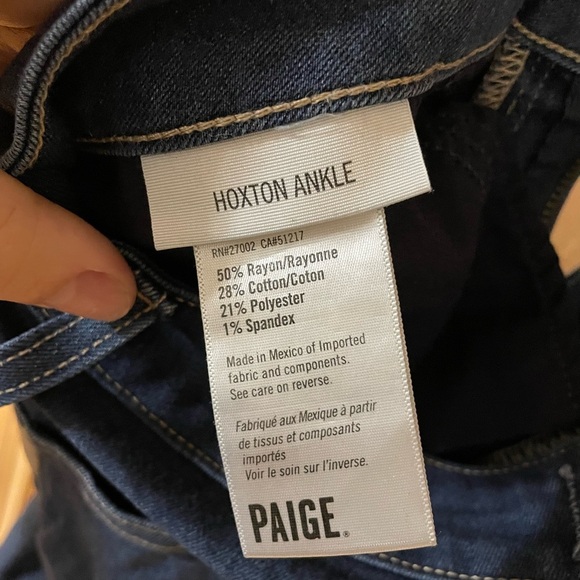 HOXTON ANKLE
RN#27002 CA#51217
50% Rayon/Rayonne
28% Cotton/Coton
21% Polyester
1% Spandex
Made in Mexico of Imported
fabric and components.
See care on reverse.
Fabriqué aux Mexique à partir
de tissus et composants
importés
Voir le soin sur l'inverse.
PAIGE®